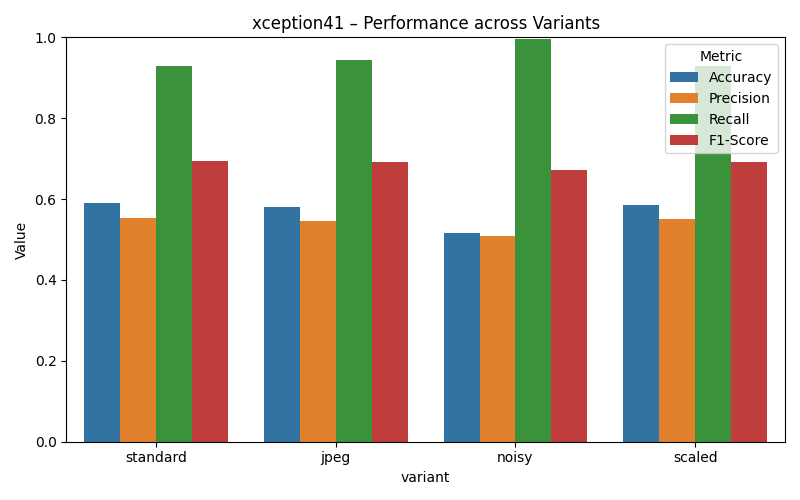 xception41 – Performance across Variants
Metric
Accuracy
Precision
Recall
F1-Score
Value
1.0
0.8
0.6
0.4
0.2
0.0
standard jpeg noisy scaled
variant